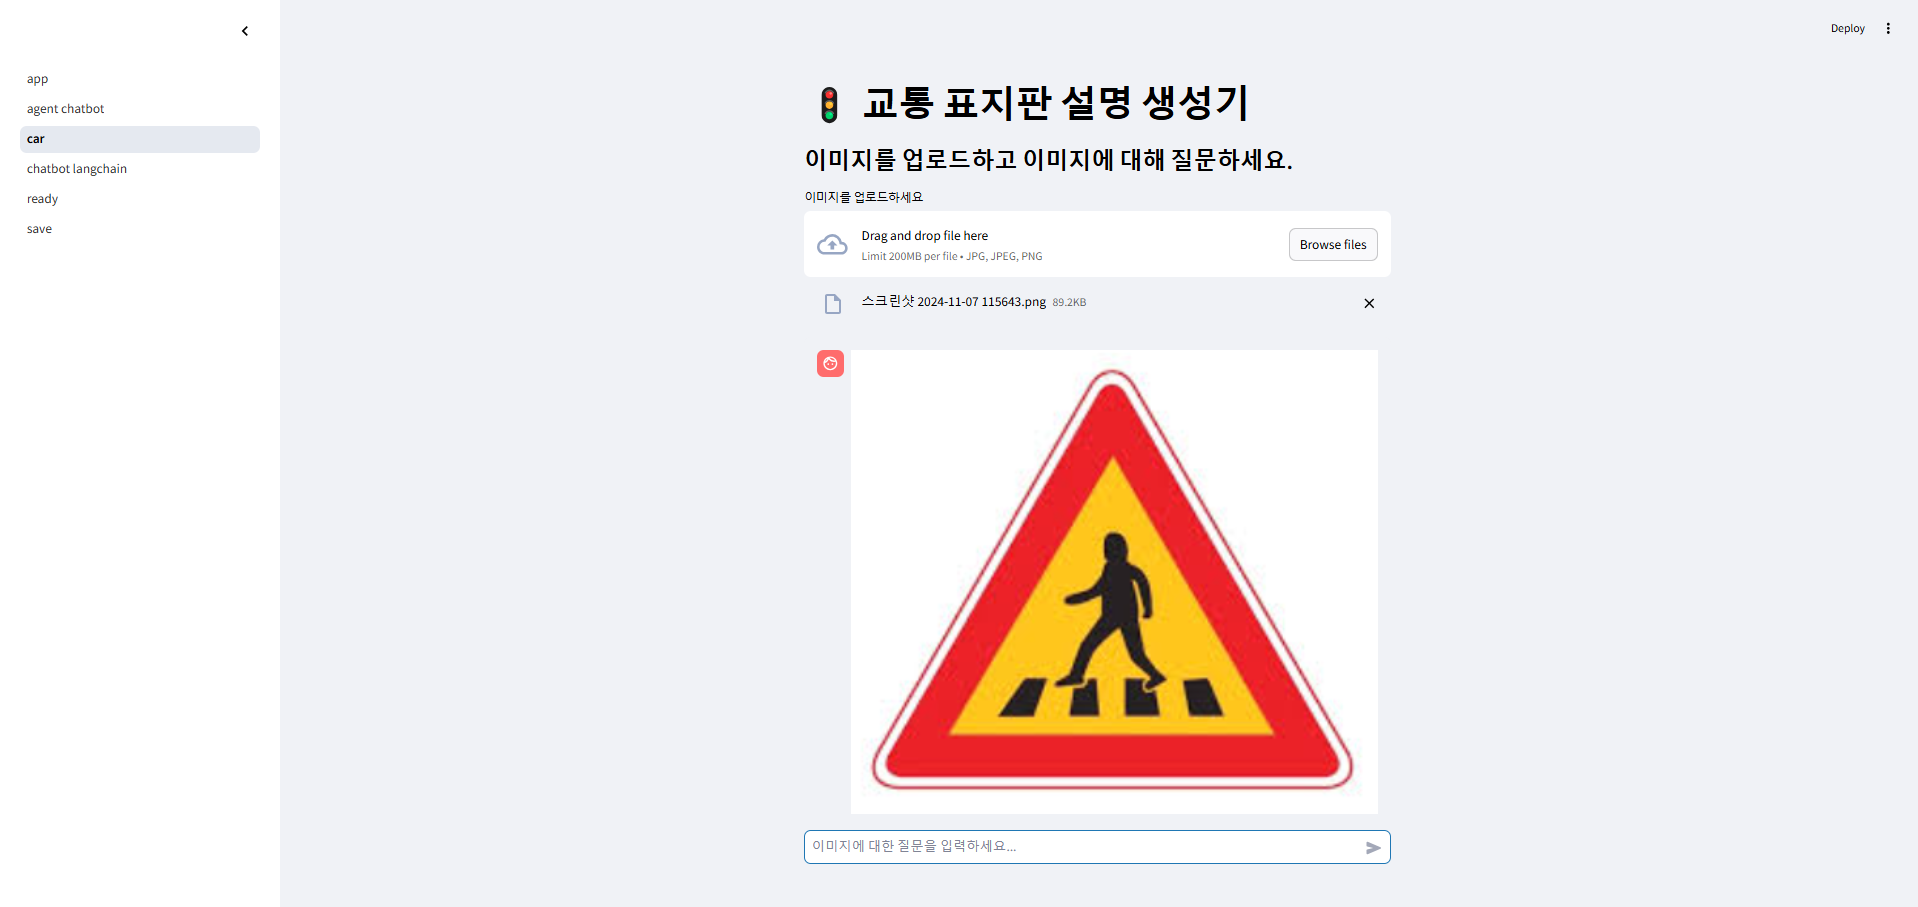 Deploy
app
agent chatbot
car
chatbot langchain
ready
save
교통 표지판 설명 생성기
이미지를 업로드하고 이미지에 대해 질문하세요.
이미지를 업로드하세요
Drag and drop file here
Limit 200MB per file • JPG, JPEG, PNG
Browse files
스크린샷 2024-11-07 115643.png 89.2KB
이미지에 대한 질문을 입력하세요...